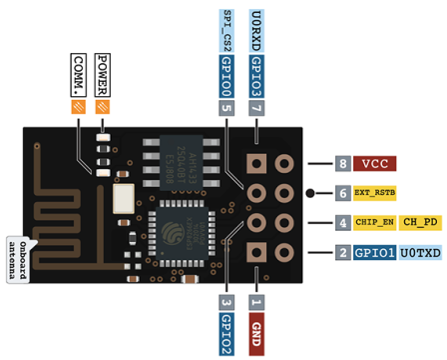 SPI_CS2
GPIO0
5
U0RXD
GPIO3
7
COMM.
POWER
8 VCC
6 EXT_RSTB
4 CHIP_EN CH_PD
2 GPIO1 U0TXD
3
GPIO2
1
GND
onboard
antenna